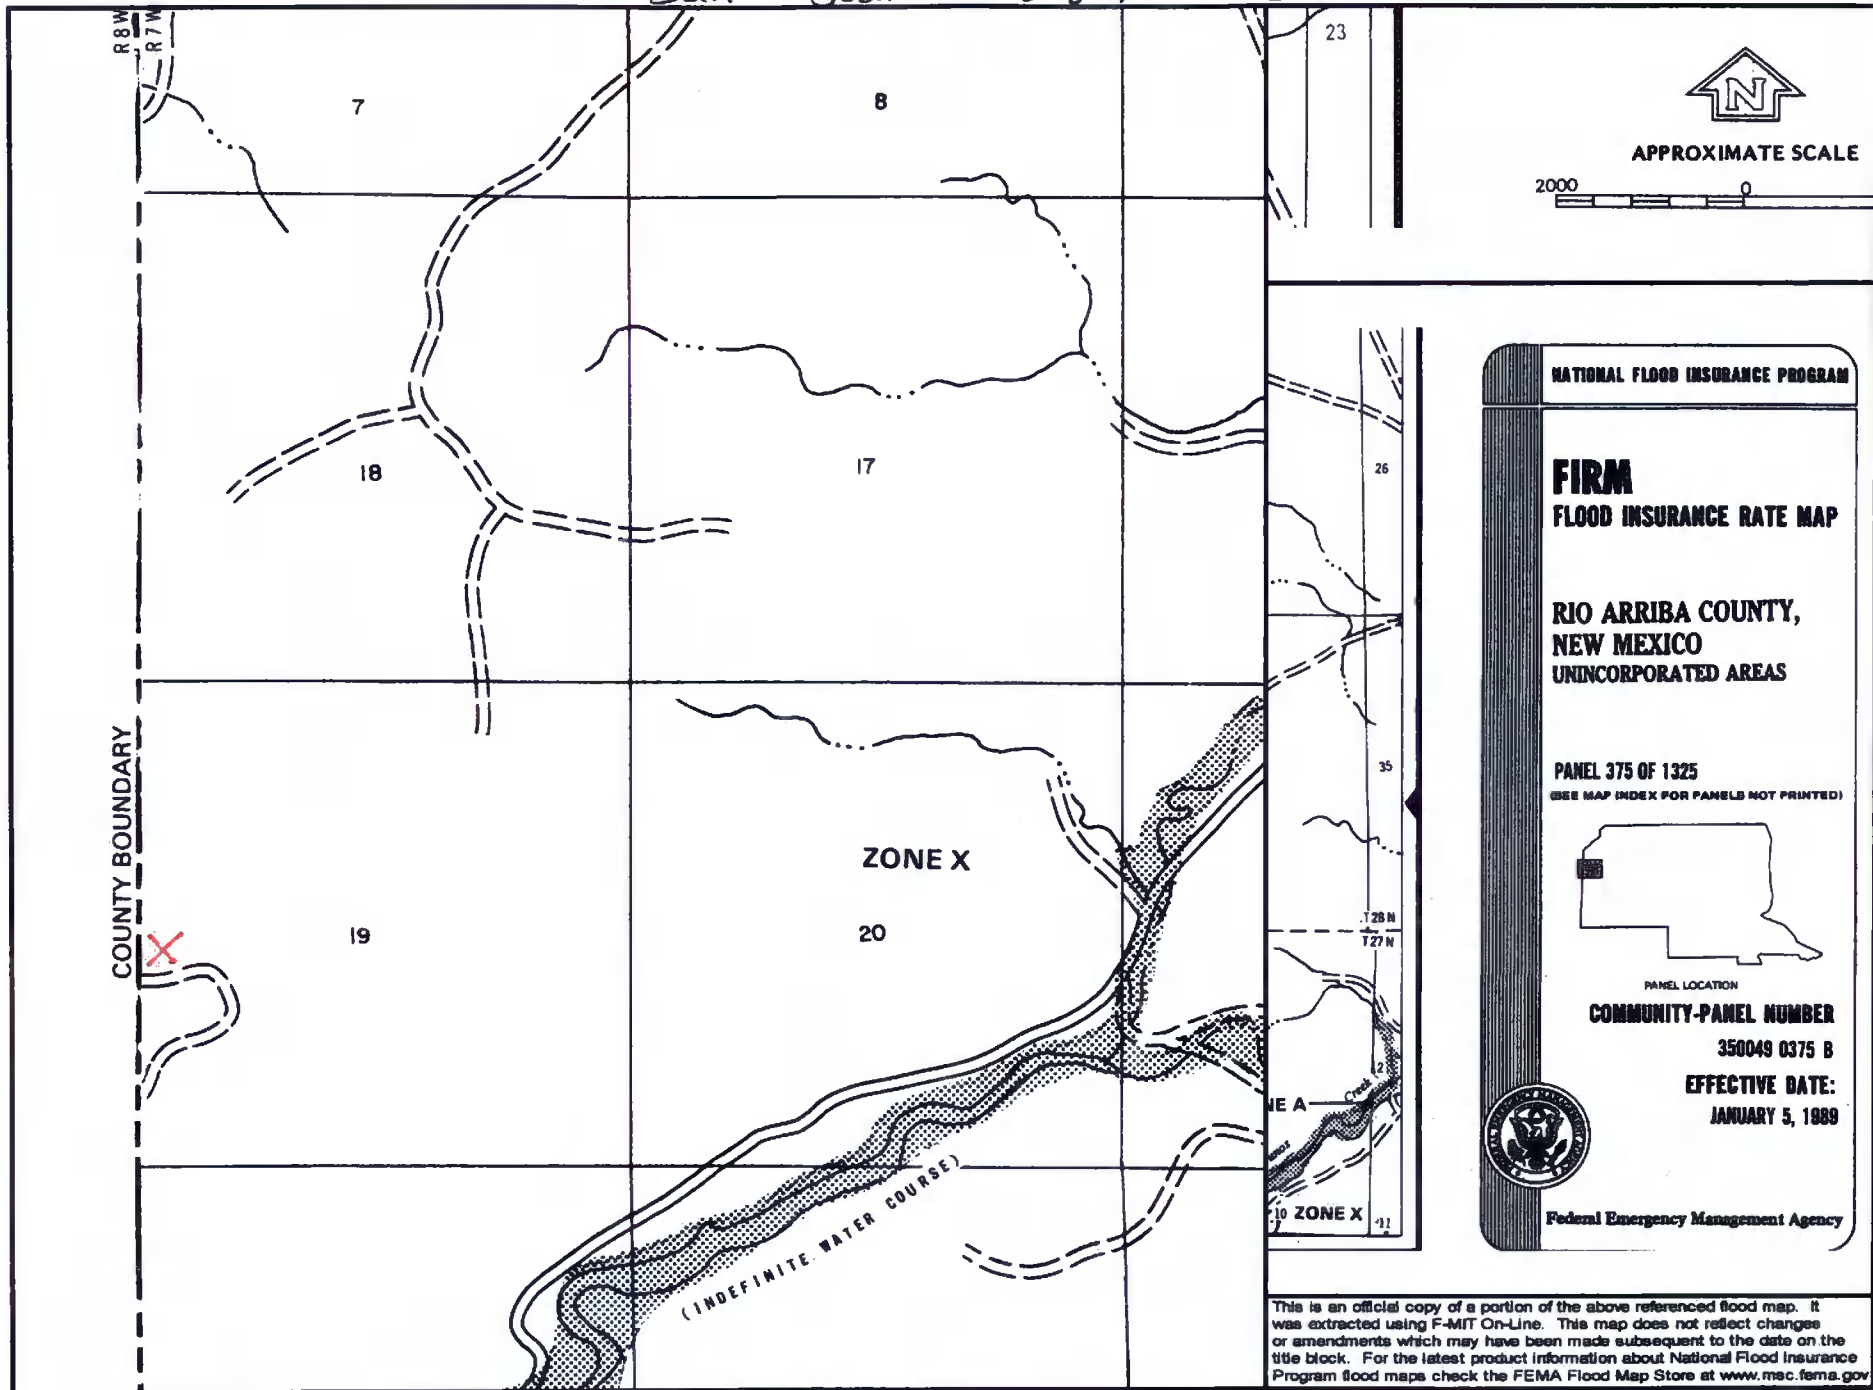 R8W
R7W
7
8
18
17
COUNTY BOUNDARY
ZONE X
19
20
(INDEFINITE WATER COURSE)
23
N
APPROXIMATE SCALE
2000 0
26
35
T28N
T27N
12
Creek
NE A
10 ZONE X 11
NATIONAL FLOOD INSURANCE PROGRAM
FIRM
FLOOD INSURANCE RATE MAP
RIO ARRIBA COUNTY,
NEW MEXICO
UNINCORPORATED AREAS
PANEL 375 OF 1325
(SEE MAP INDEX FOR PANELS NOT PRINTED)
PANEL LOCATION
COMMUNITY-PANEL NUMBER
350049 0375 B
EFFECTIVE DATE:
JANUARY 5, 1989
Federal Emergency Management Agency
This is an official copy of a portion of the above referenced flood map. It
was extracted using F-MIT On-Line. This map does not reflect changes
or amendments which may have been made subsequent to the date on the
title block. For the latest product information about National Flood Insurance
Program flood maps check the FEMA Flood Map Store at www.msc.fema.gov